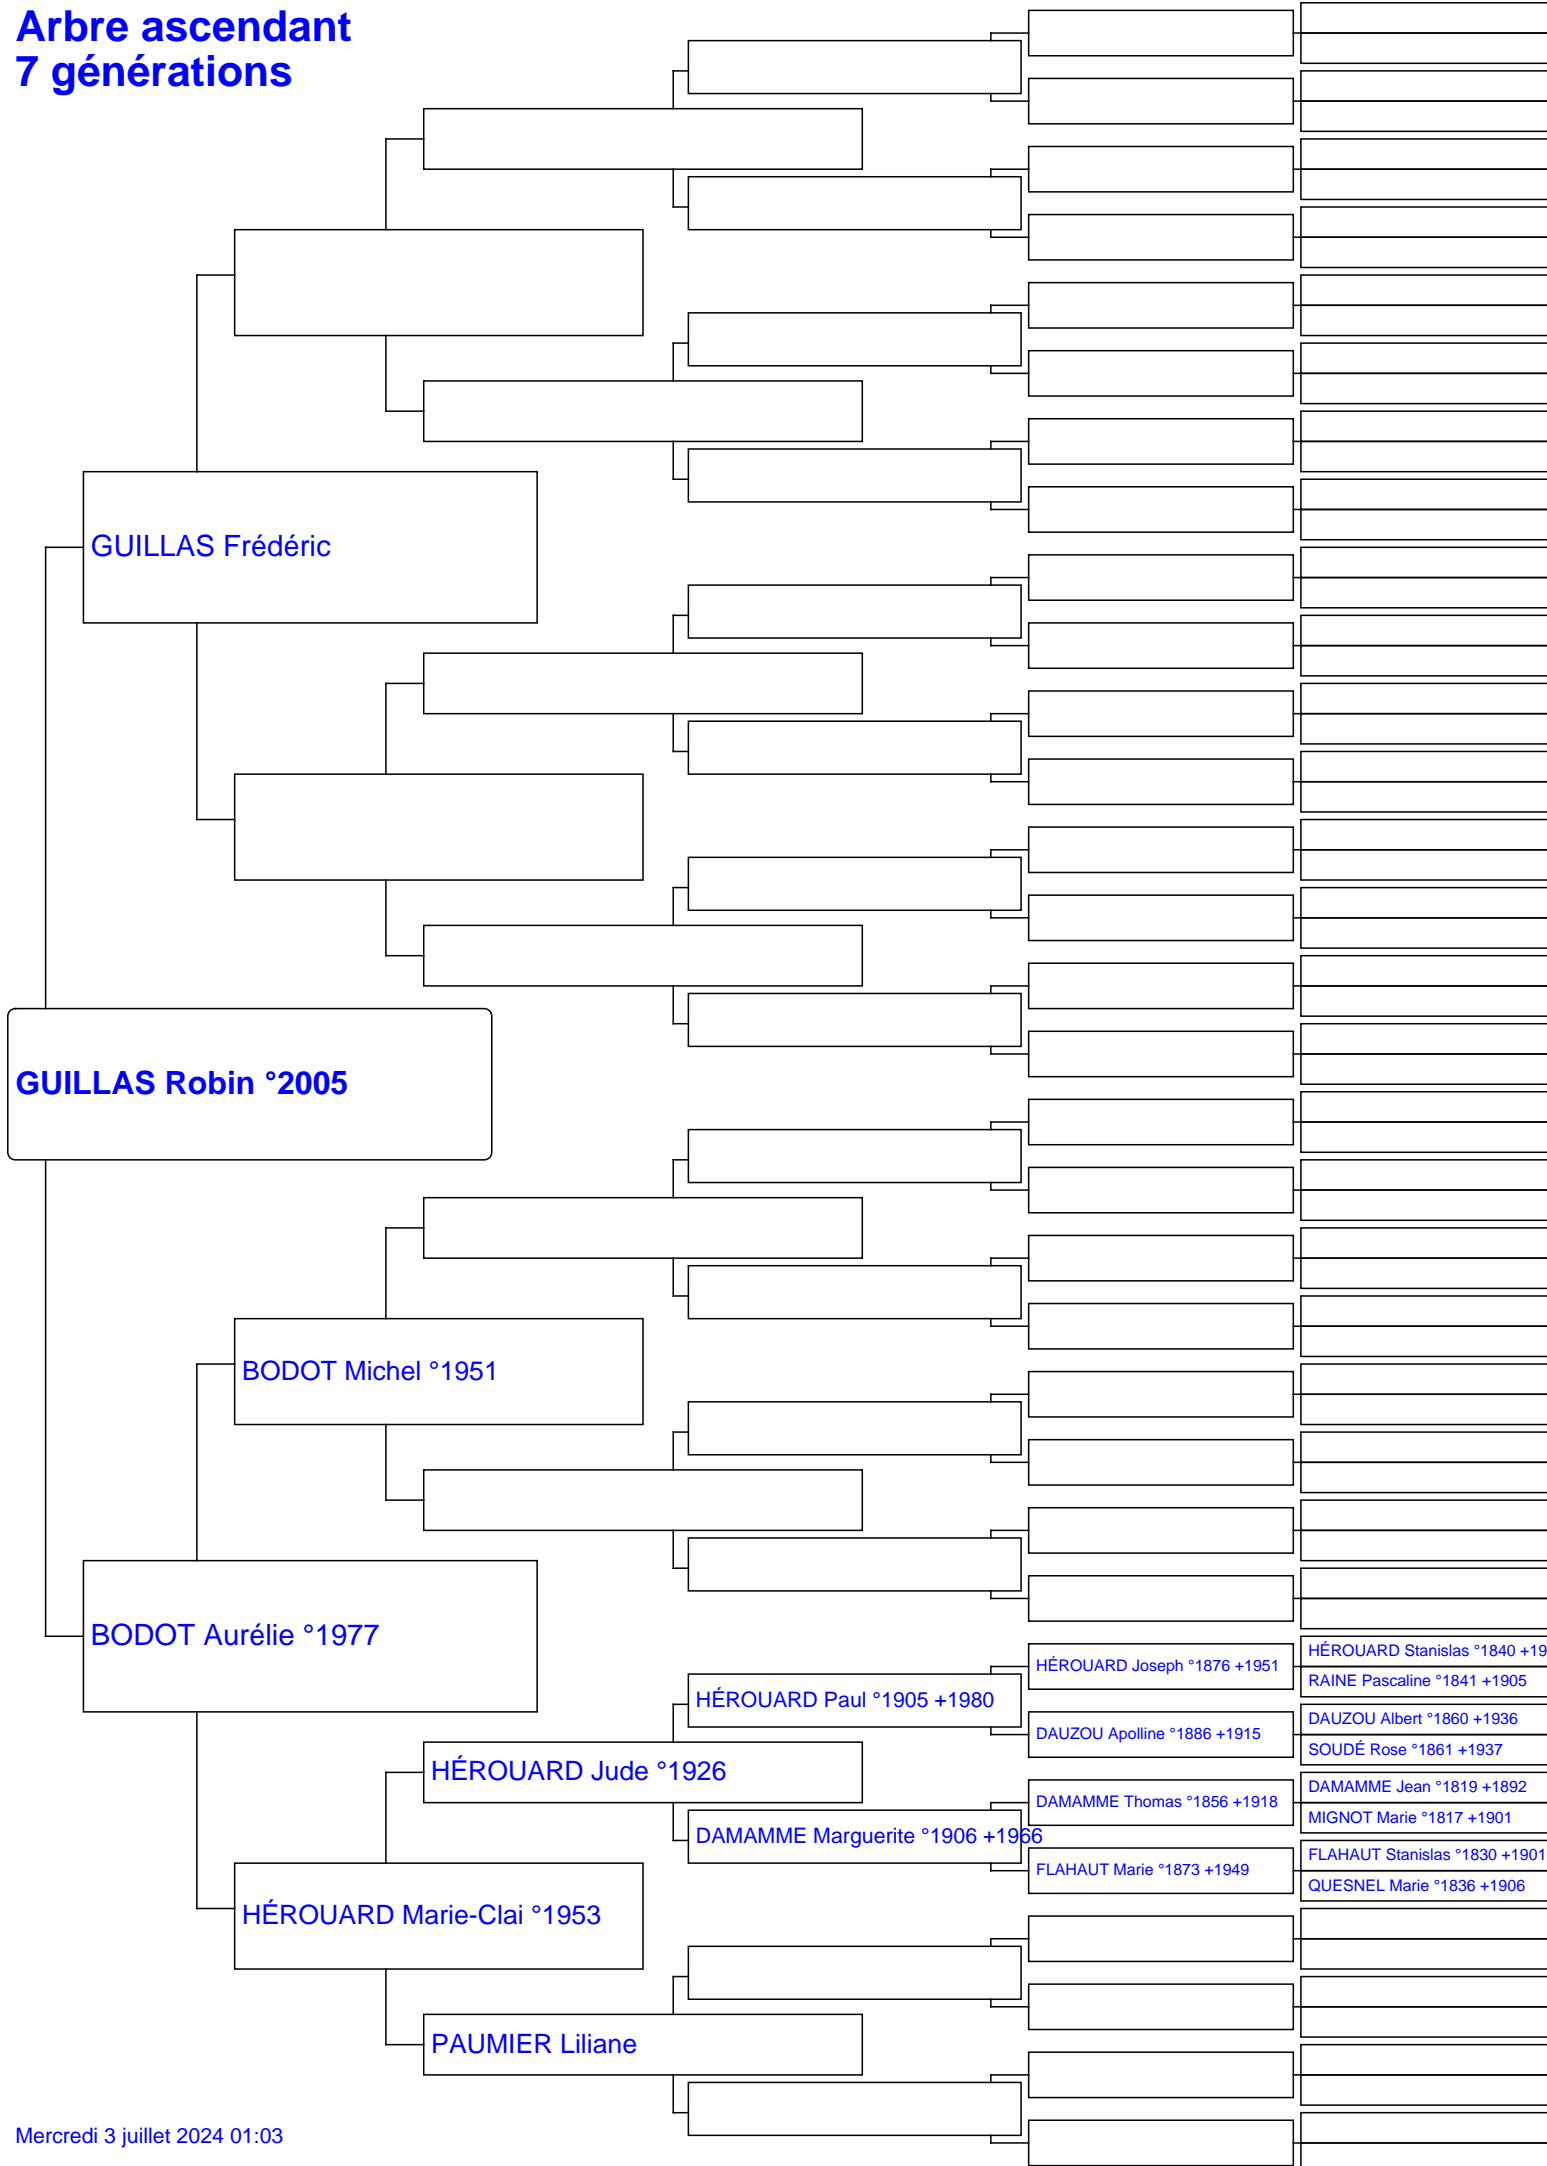 Arbre ascendant
7 générations
GUILLAS Frédéric
GUILLAS Robin °2005
BODOT Michel °1951
BODOT Aurélie °1977
HÉROUARD Stanislas °1840 +19
HÉROUARD Joseph °1876 +1951
RAINE Pascaline °1841 +1905
HÉROUARD Paul °1905 +1980
DAUZOU Albert °1860 +1936
DAUZOU Apolline °1886 +1915
SOUDÉ Rose °1861 +1937
HÉROUARD Jude °1926
DAMAMME Jean °1819 +1892
DAMAMME Thomas °1856 +1918
MIGNOT Marie °1817 +1901
DAMAMME Marguerite °1906 +1966
FLAHAUT Stanislas °1830 +1901
FLAHAUT Marie °1873 +1949
QUESNEL Marie °1836 +1906
HÉROUARD Marie-Clai °1953
PAUMIER Liliane
Mercredi 3 juillet 2024 01:03